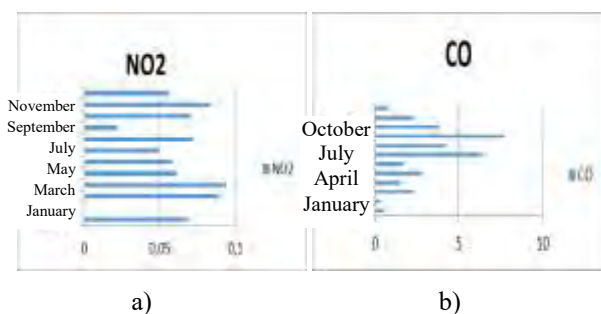 NO2
November
September
July
May
March
January
0 0,05 0,1
NO2
a)
CO
October
July
April
January
0 5 10
CO
b)